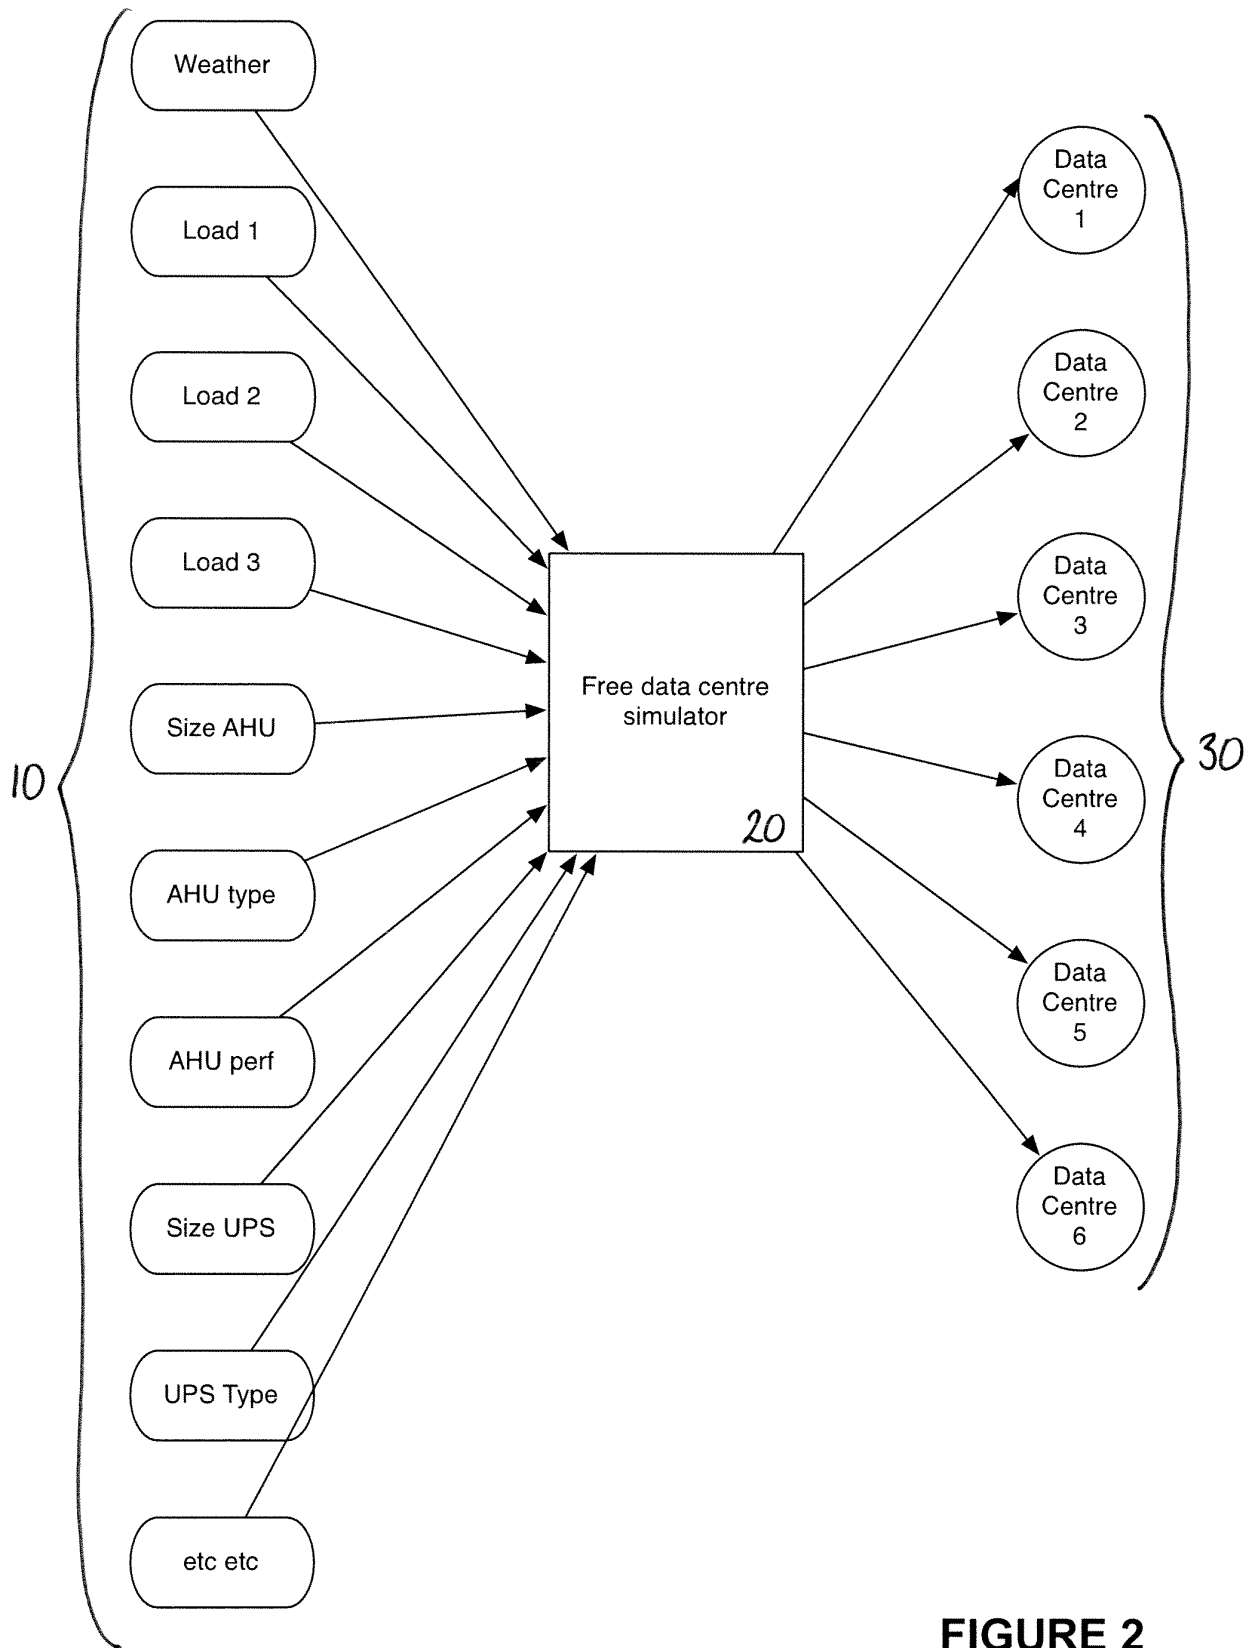 Weather
Load 1
Load 2
Load 3
Size AHU
AHU type
AHU perf
Size UPS
UPS Type
etc etc
10
Free data centre
simulator
20
Data
Centre
1
Data
Centre
2
Data
Centre
3
Data
Centre
4
Data
Centre
5
Data
Centre
6
30
FIGURE 2